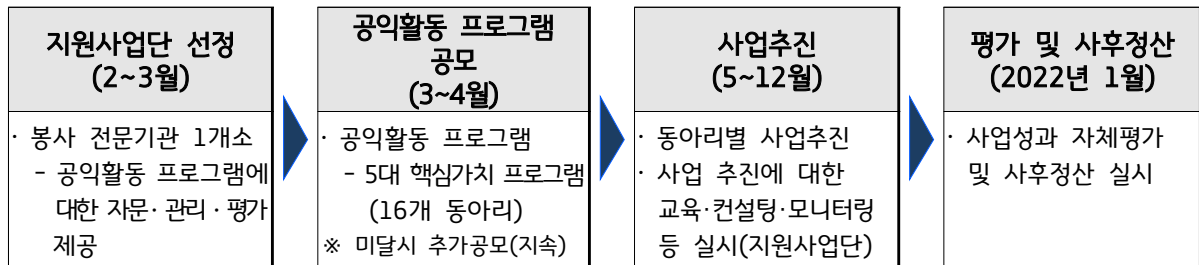 지원사업단 선정
(2~3월)
· 봉사 전문기관 1개소
- 공익활동 프로그램에
대한 자문·관리·평가
제공
공익활동 프로그램
공모
(3~4월)
· 공익활동 프로그램
- 5대 핵심가치 프로그램
(16개 동아리)
※ 미달시 추가공모(지속)
사업추진
(5~12월)
· 동아리별 사업추진
· 사업 추진에 대한
교육·컨설팅·모니터링
등 실시(지원사업단)
평가 및 사후정산
(2022년 1월)
· 사업성과 자체평가
및 사후정산 실시